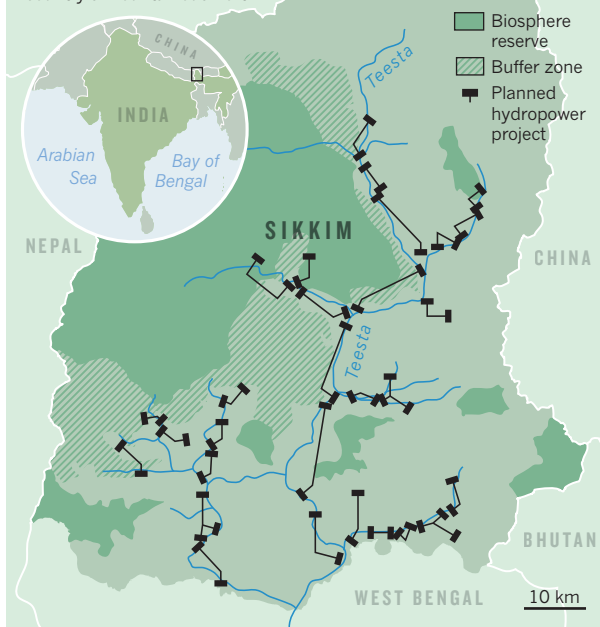 Teesta
Biosphere
reserve
Buffer zone
Planned
hydropower
project
CHINA
INDIA
Arabian
Sea
Bay of
Bengal
SIKKIM
NEPAL
CHINA
Teesta
BHUTAN
WEST BENGAL
10 km